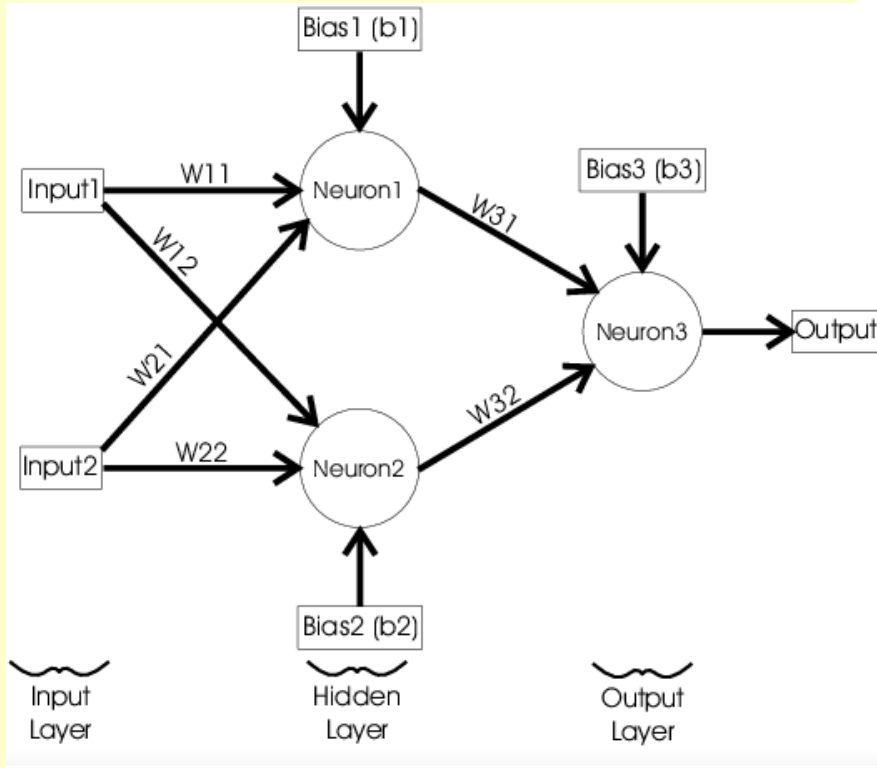 Bias1 (b1)
Input1
W11
Neuron1
Bias3 (b3)
W12
W31
W21
Neuron3
Output
W32
Input2
W22
Neuron2
Bias2 (b2)
Input
Layer
Hidden
Layer
Output
Layer